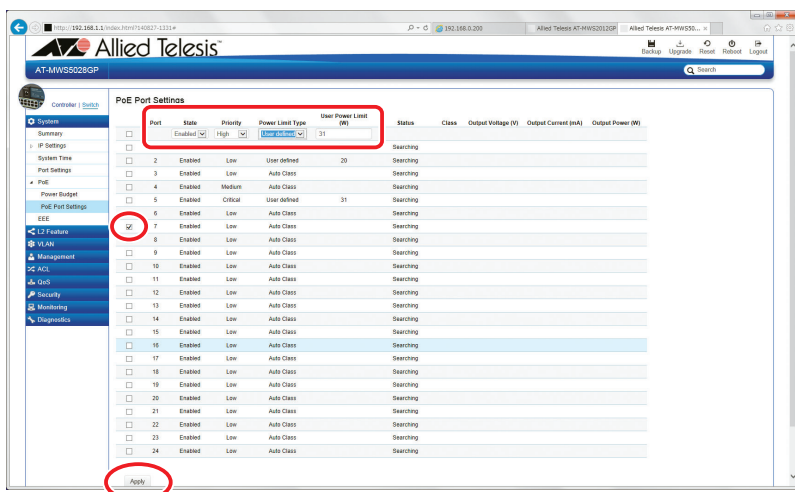 http://192.168.1.1/index.html?140827-1331#
192.168.0.200
Allied Telesis AT-MWS2012GP
Allied Telesis AT-MWS50...
Allied Telesis™
Backup Upgrade Reset Reboot Logout
AT-MWS5028GP
Search
Controller | Switch
System
Summary
IP Settings
System Time
Port Settings
PoE
Power Budget
PoE Port Settings
EEE
L2 Feature
VLAN
Management
ACL
QoS
Security
Monitoring
Diagnostics
PoE Port Settings
Port State Priority Power Limit Type User Power Limit (W) Status Class Output Voltage (V) Output Current (mA) Output Power (W)
Enabled High User defined 31
Searching
2 Enabled Low User defined 20 Searching
3 Enabled Low Auto Class Searching
4 Enabled Medium Auto Class Searching
5 Enabled Critical User defined 31 Searching
6 Enabled Low Auto Class Searching
7 Enabled Low Auto Class Searching
8 Enabled Low Auto Class Searching
9 Enabled Low Auto Class Searching
10 Enabled Low Auto Class Searching
11 Enabled Low Auto Class Searching
12 Enabled Low Auto Class Searching
13 Enabled Low Auto Class Searching
14 Enabled Low Auto Class Searching
15 Enabled Low Auto Class Searching
16 Enabled Low Auto Class Searching
17 Enabled Low Auto Class Searching
18 Enabled Low Auto Class Searching
19 Enabled Low Auto Class Searching
20 Enabled Low Auto Class Searching
21 Enabled Low Auto Class Searching
22 Enabled Low Auto Class Searching
23 Enabled Low Auto Class Searching
24 Enabled Low Auto Class Searching
Apply